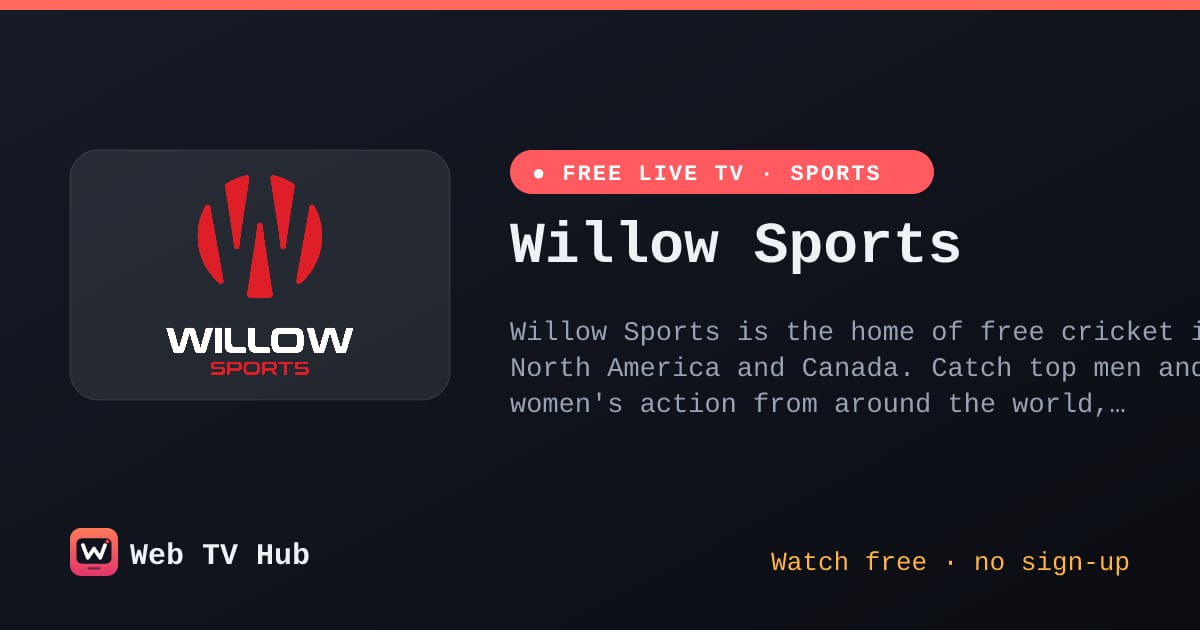 WILLOW
SPORTS
• FREE LIVE TV · SPORTS
Willow Sports
Willow Sports is the home of free cricket i
North America and Canada. Catch top men and
women's action from around the world,…
W
Web TV Hub
Watch free · no sign-up